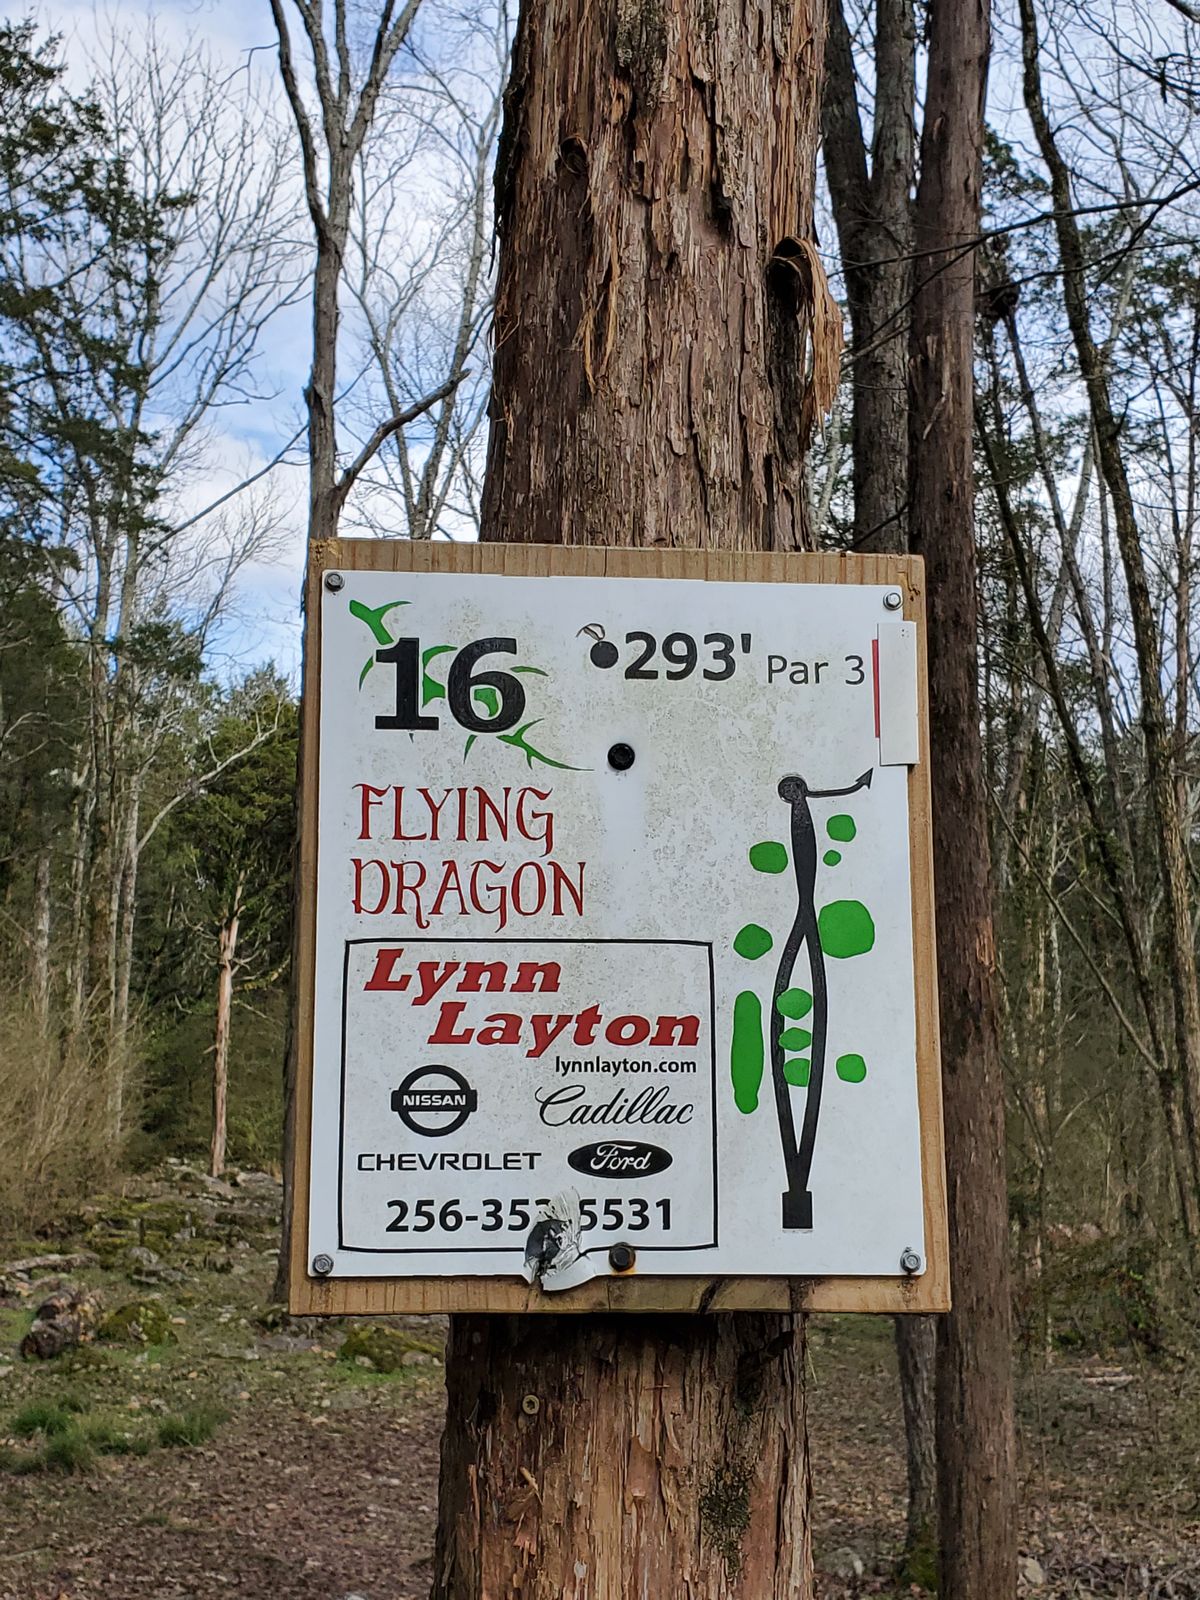 16
293' Par 3
FLYING
DRAGON
Lynn
Layton
lynnlayton.com
NISSAN
Cadillac
CHEVROLET
Ford